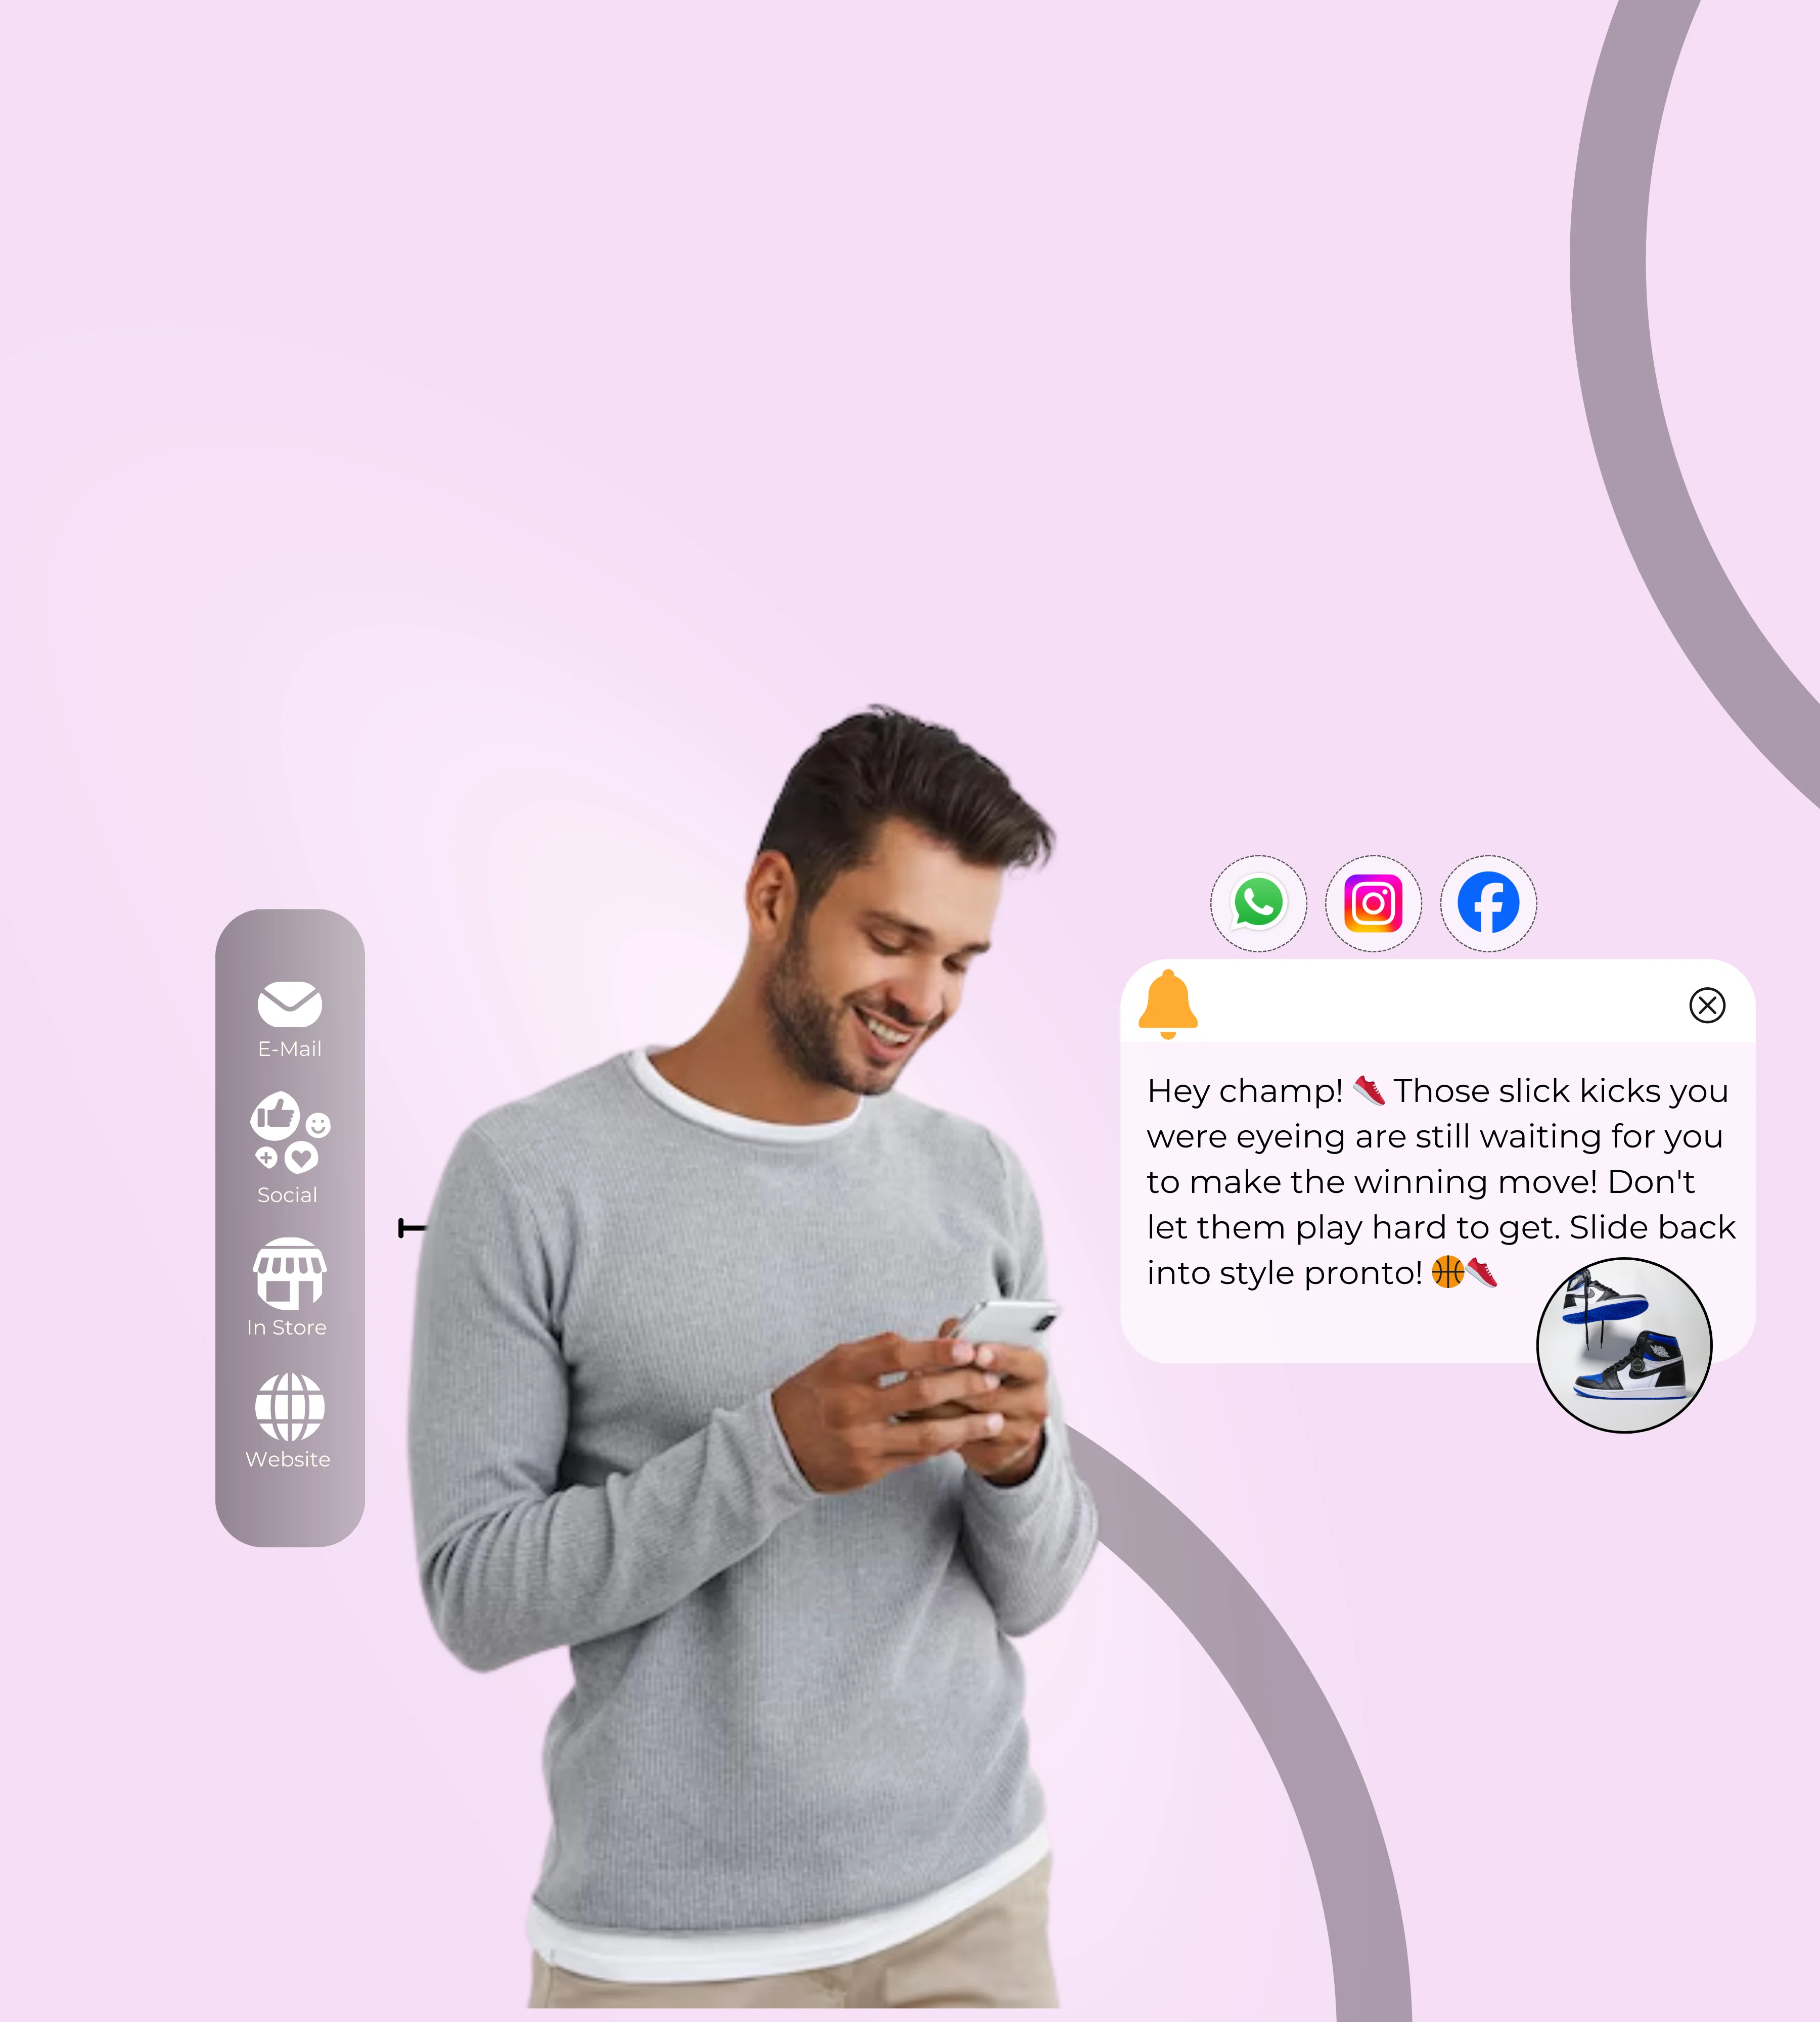 E-Mail
Social
In Store
Website
Hey champ! 👟 Those slick kicks you
were eyeing are still waiting for you
to make the winning move! Don't
let them play hard to get. Slide back
into style pronto! 🏀👟